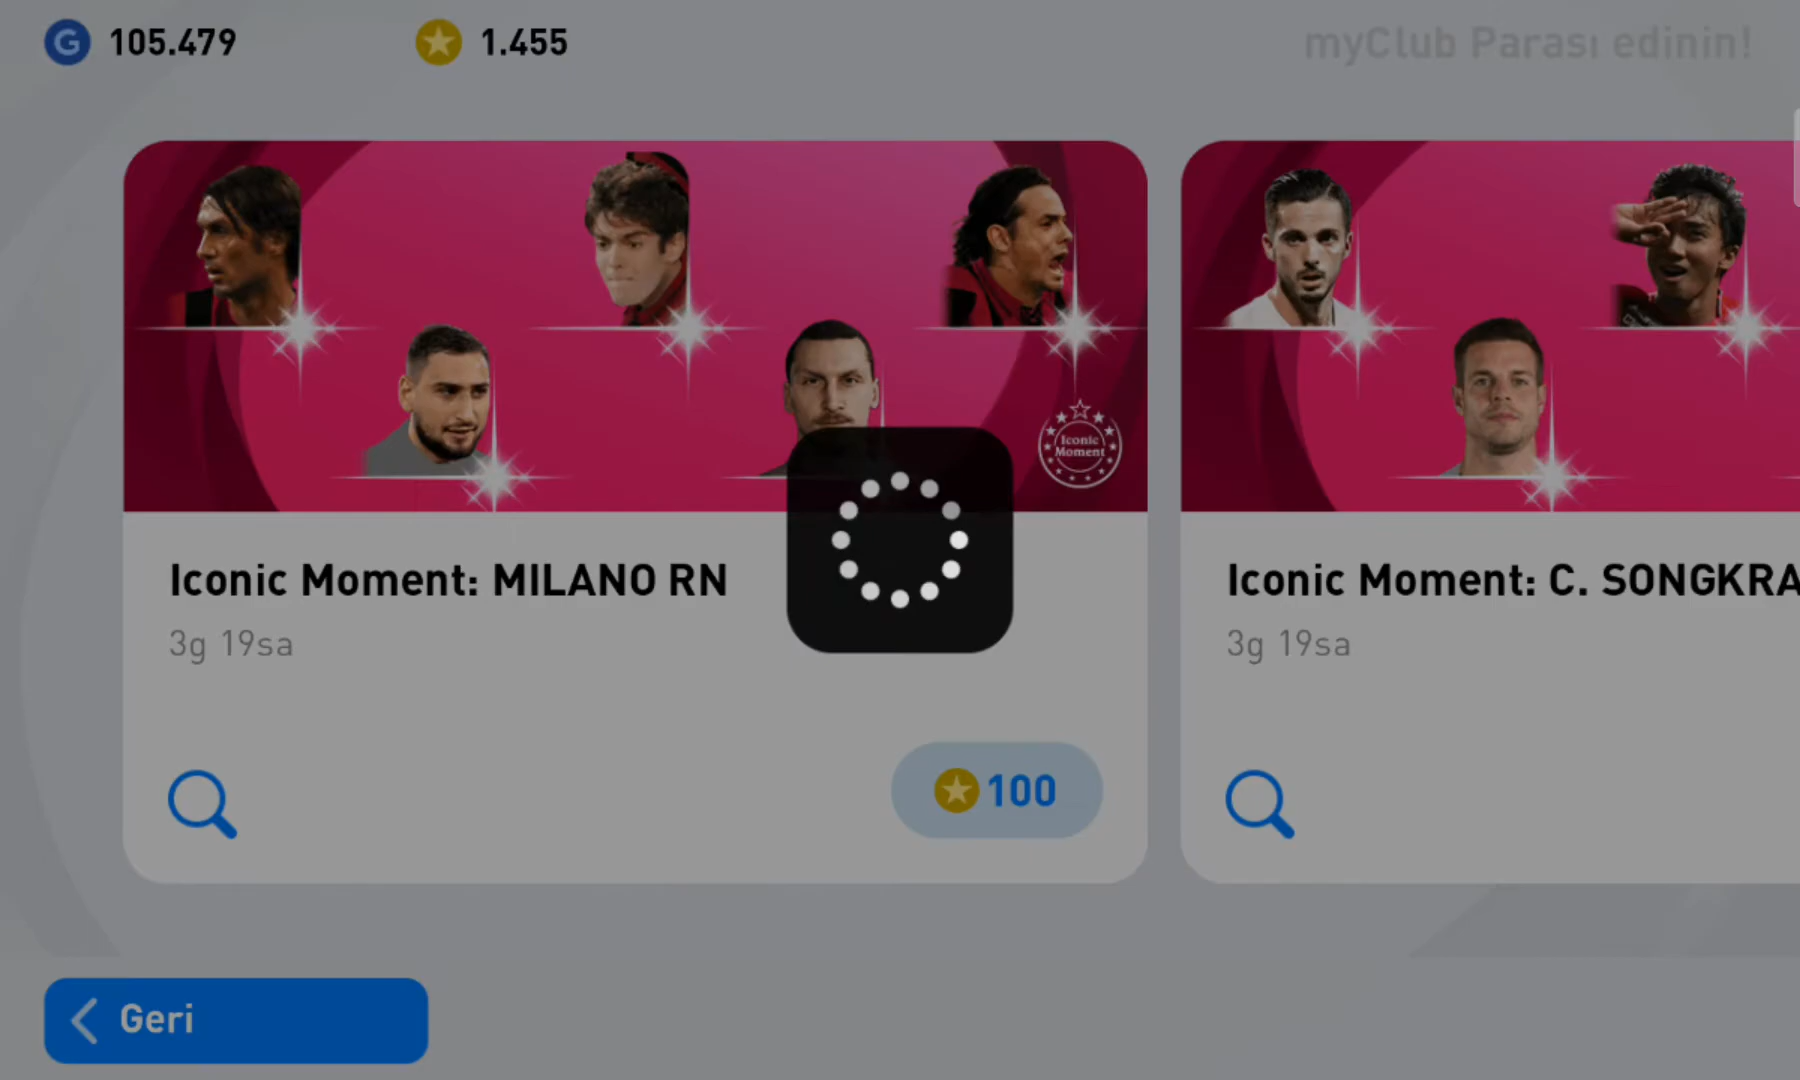 G 105.479
1.455
myClub Parası edinin!
Iconic
Moment
Iconic Moment: MILANO RN
3g 19sa
100
Iconic Moment: C. SONGKRA
3g 19sa
Geri